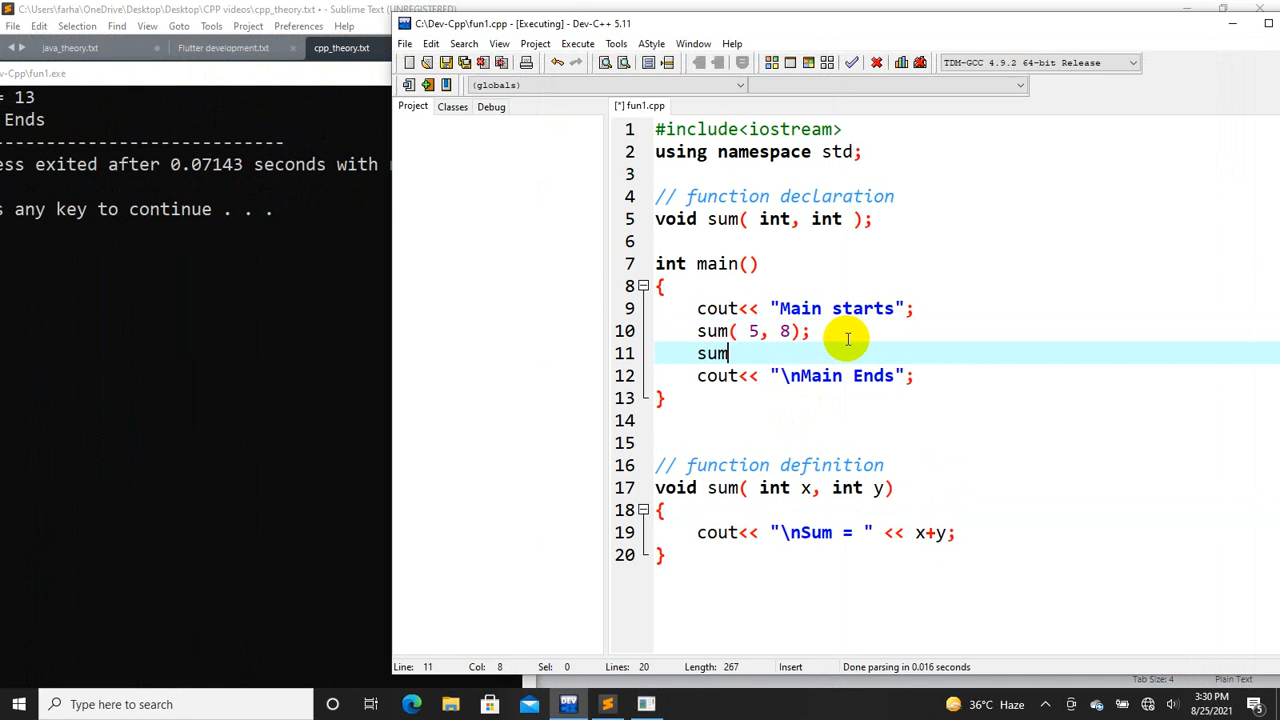 C:\Users\farha\OneDrive\Desktop\Desktop\CPP videos\cpp_theory.txt • - Sublime Text (UNREGISTERED)
File Edit Selection Find View Goto Tools Project Preferences
java_theory.txt Flutter development.txt cpp_theory.txt
v-Cpp\fun1.exe
= 13
Ends
ess exited after 0.07143 seconds with
s any key to continue . . .
C:\Dev-Cpp\fun1.cpp - [Executing] - Dev-C++ 5.11
File Edit Search View Project Execute Tools AStyle Window Help
TDM-GCC 4.9.2 64-bit Release
(globals)
Project Classes Debug
[*] fun1.cpp
1 #include<iostream>
2 using namespace std;
3
4 // function declaration
5 void sum( int, int );
6
7 int main()
8 {
9 cout<< "Main starts";
10 sum( 5, 8);
11 sum
12 cout<< "\nMain Ends";
13 }
14
15
16 // function definition
17 void sum( int x, int y)
18 {
19 cout<< "\nSum = " << x+y;
20 }
Line: 11 Col: 8 Sel: 0 Lines: 20 Length: 267 Insert Done parsing in 0.016 seconds
Tab Size: 4 Plain Text
Type here to search
DEV
36°C Haze
3:30 PM
8/25/2021
5